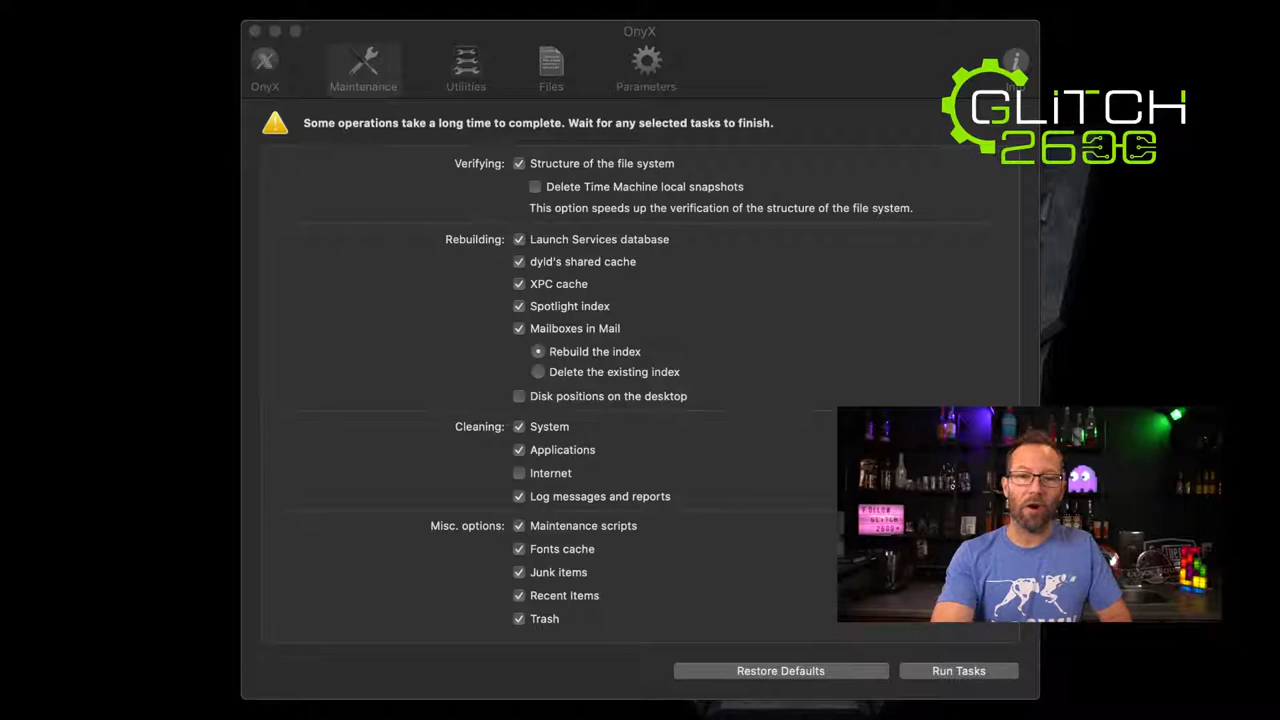 OnyX
OnyX
Maintenance
Utilities
Files
Parameters
GLITCH
2600
Some operations take a long time to complete. Wait for any selected tasks to finish.
Verifying: Structure of the file system
Delete Time Machine local snapshots
This option speeds up the verification of the structure of the file system.
Rebuilding: Launch Services database
dyld's shared cache
XPC cache
Spotlight index
Mailboxes in Mail
Rebuild the index
Delete the existing index
Disk positions on the desktop
Cleaning: System
Applications
Internet
Log messages and reports
Misc. options: Maintenance scripts
Fonts cache
Junk items
Recent Items
Trash
FOLLOW
GLITCH
2600
Restore Defaults
Run Tasks